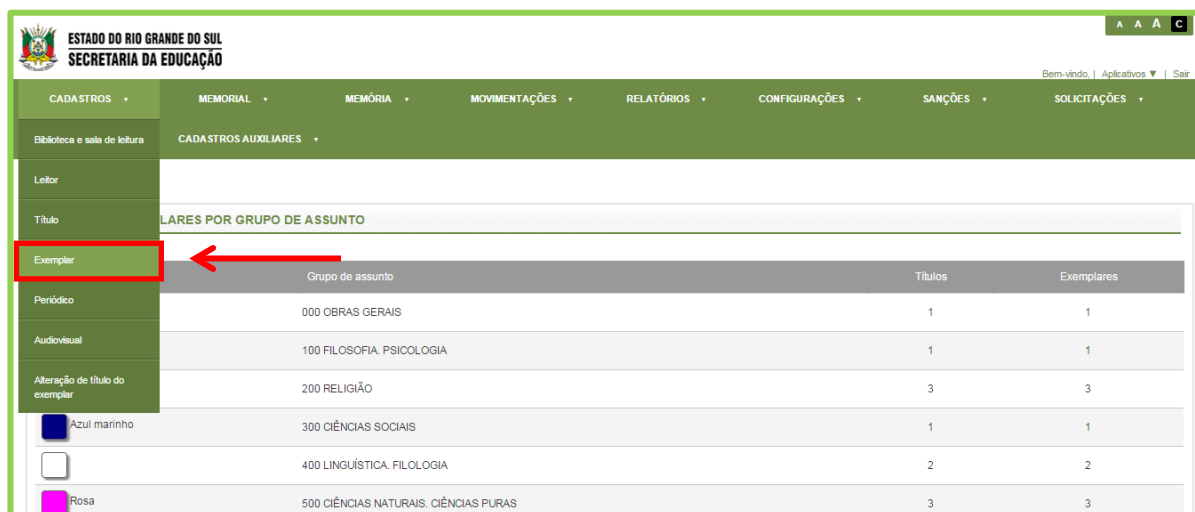 A A A C
ESTADO DO RIO GRANDE DO SUL
SECRETARIA DA EDUCAÇÃO
Bem-vindo, | Aplicativos ▼ | Sair
CADASTROS ▾ MEMORIAL ▾ MEMÓRIA ▾ MOVIMENTAÇÕES ▾ RELATÓRIOS ▾ CONFIGURAÇÕES ▾ SANÇÕES ▾ SOLICITAÇÕES ▾
Biblioteca e sala de leitura CADASTROS AUXILIARES ▾
Leitor
Título LARES POR GRUPO DE ASSUNTO
Exemplar
Grupo de assunto Títulos Exemplares
Periódico 000 OBRAS GERAIS 1 1
Audiovisual 100 FILOSOFIA. PSICOLOGIA 1 1
Alteração de título do
exemplar 200 RELIGIÃO 3 3
Azul marinho 300 CIÊNCIAS SOCIAIS 1 1
400 LINGUÍSTICA. FILOLOGIA 2 2
Rosa 500 CIÊNCIAS NATURAIS. CIÊNCIAS PURAS 3 3